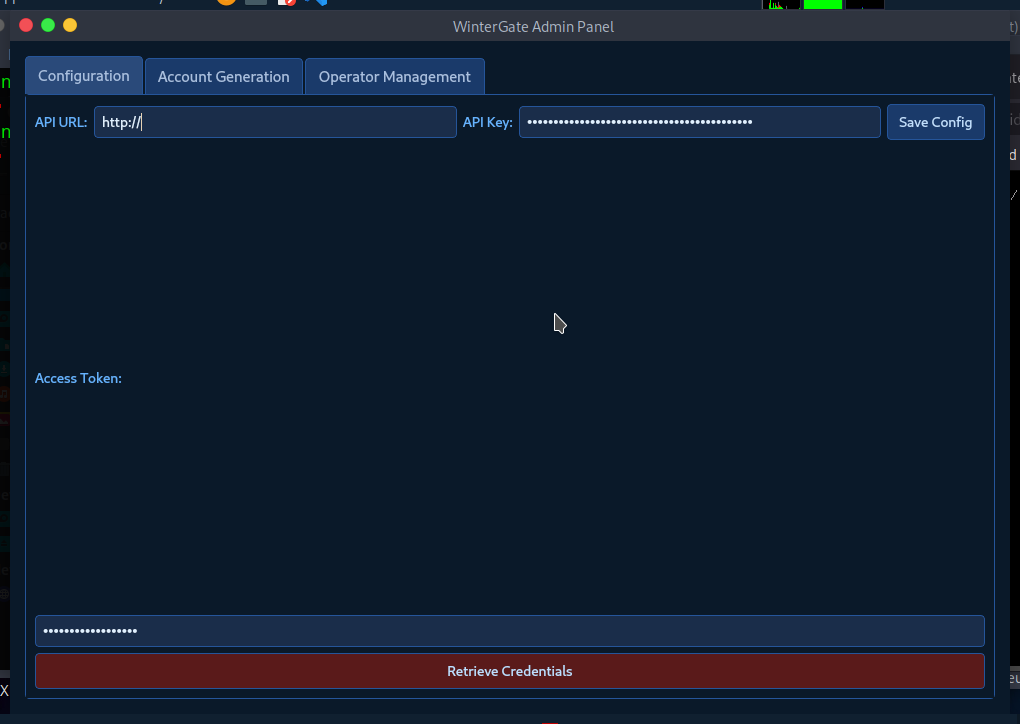 WinterGate Admin Panel
Configuration Account Generation Operator Management
API URL: http:// API Key: ••••••••••••••••••••••••••••••••••••••••••• Save Config
Access Token:
••••••••••••••••••
Retrieve Credentials